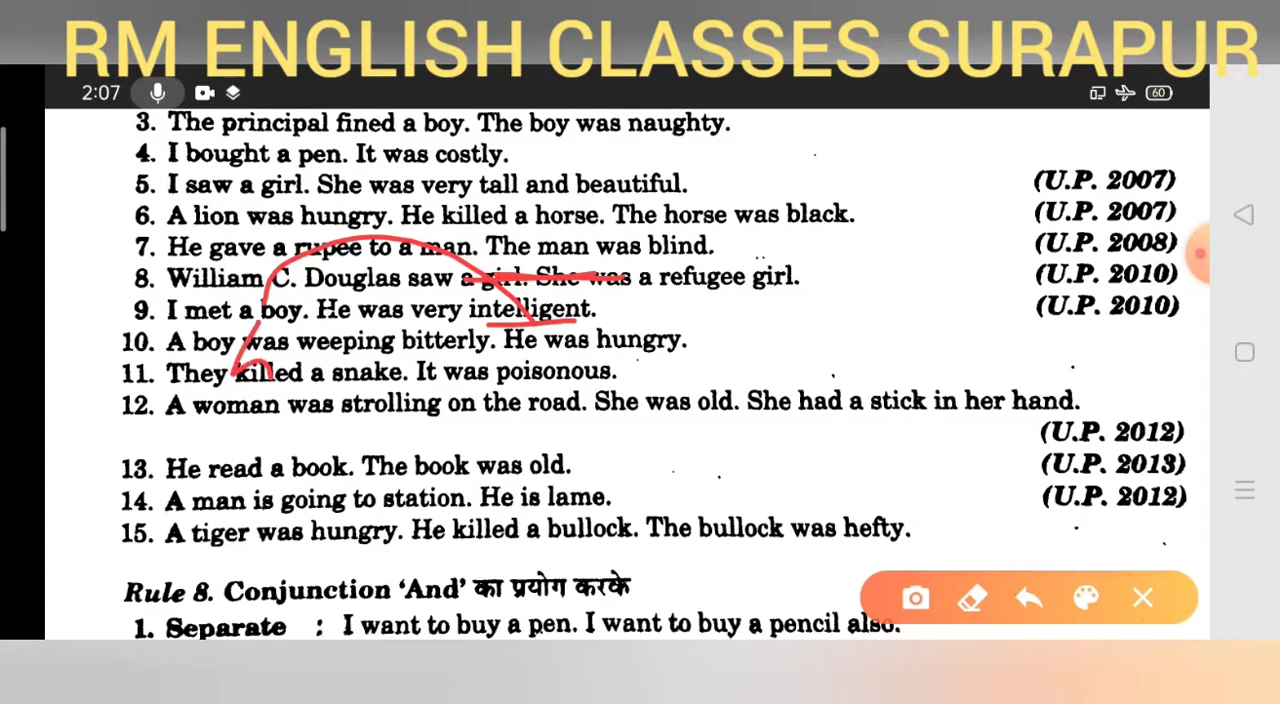 RM ENGLISH CLASSES SURAPUR
2:07 60
3. The principal fined a boy. The boy was naughty.
4. I bought a pen. It was costly.
5. I saw a girl. She was very tall and beautiful. (U.P. 2007)
6. A lion was hungry. He killed a horse. The horse was black. (U.P. 2007)
7. He gave a rupee to a man. The man was blind. (U.P. 2008)
8. William C. Douglas saw a girl. She was a refugee girl. (U.P. 2010)
9. I met a boy. He was very intelligent. (U.P. 2010)
10. A boy was weeping bitterly. He was hungry.
11. They killed a snake. It was poisonous.
12. A woman was strolling on the road. She was old. She had a stick in her hand.
(U.P. 2012)
13. He read a book. The book was old. (U.P. 2013)
14. A man is going to station. He is lame. (U.P. 2012)
15. A tiger was hungry. He killed a bullock. The bullock was hefty.
Rule 8. Conjunction ‘And’ का प्रयोग करके
1. Separate : I want to buy a pen. I want to buy a pencil also.